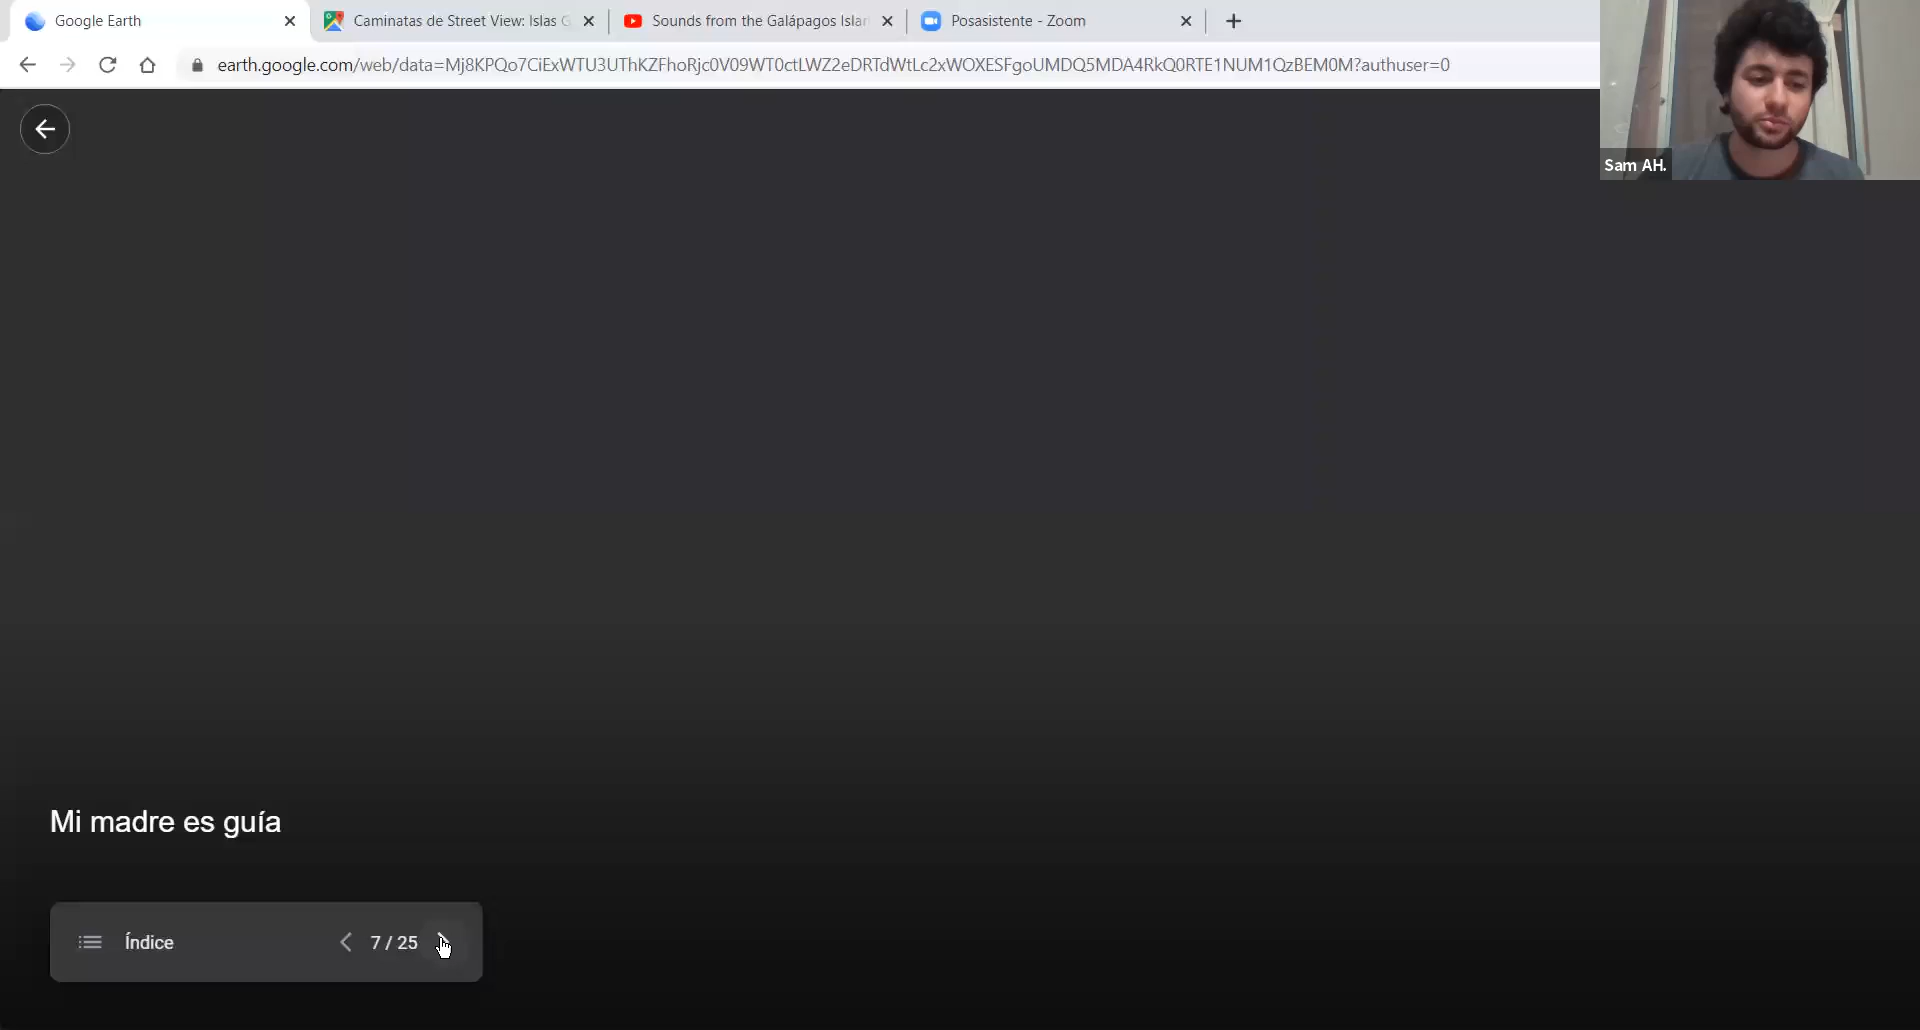 Google Earth
Caminatas de Street View: Islas G
Sounds from the Galápagos Islan
Posasistente - Zoom
earth.google.com/web/data=Mj8KPQo7CiExWTU3UThKZFhoRjc0V09WT0ctLWZ2eDRTdWtLc2xWOXESFgoUMDQ5MDA4RkQ0RTE1NUM1QzBEM0M?authuser=0
Sam AH.
Mi madre es guía
Índice
7 / 25